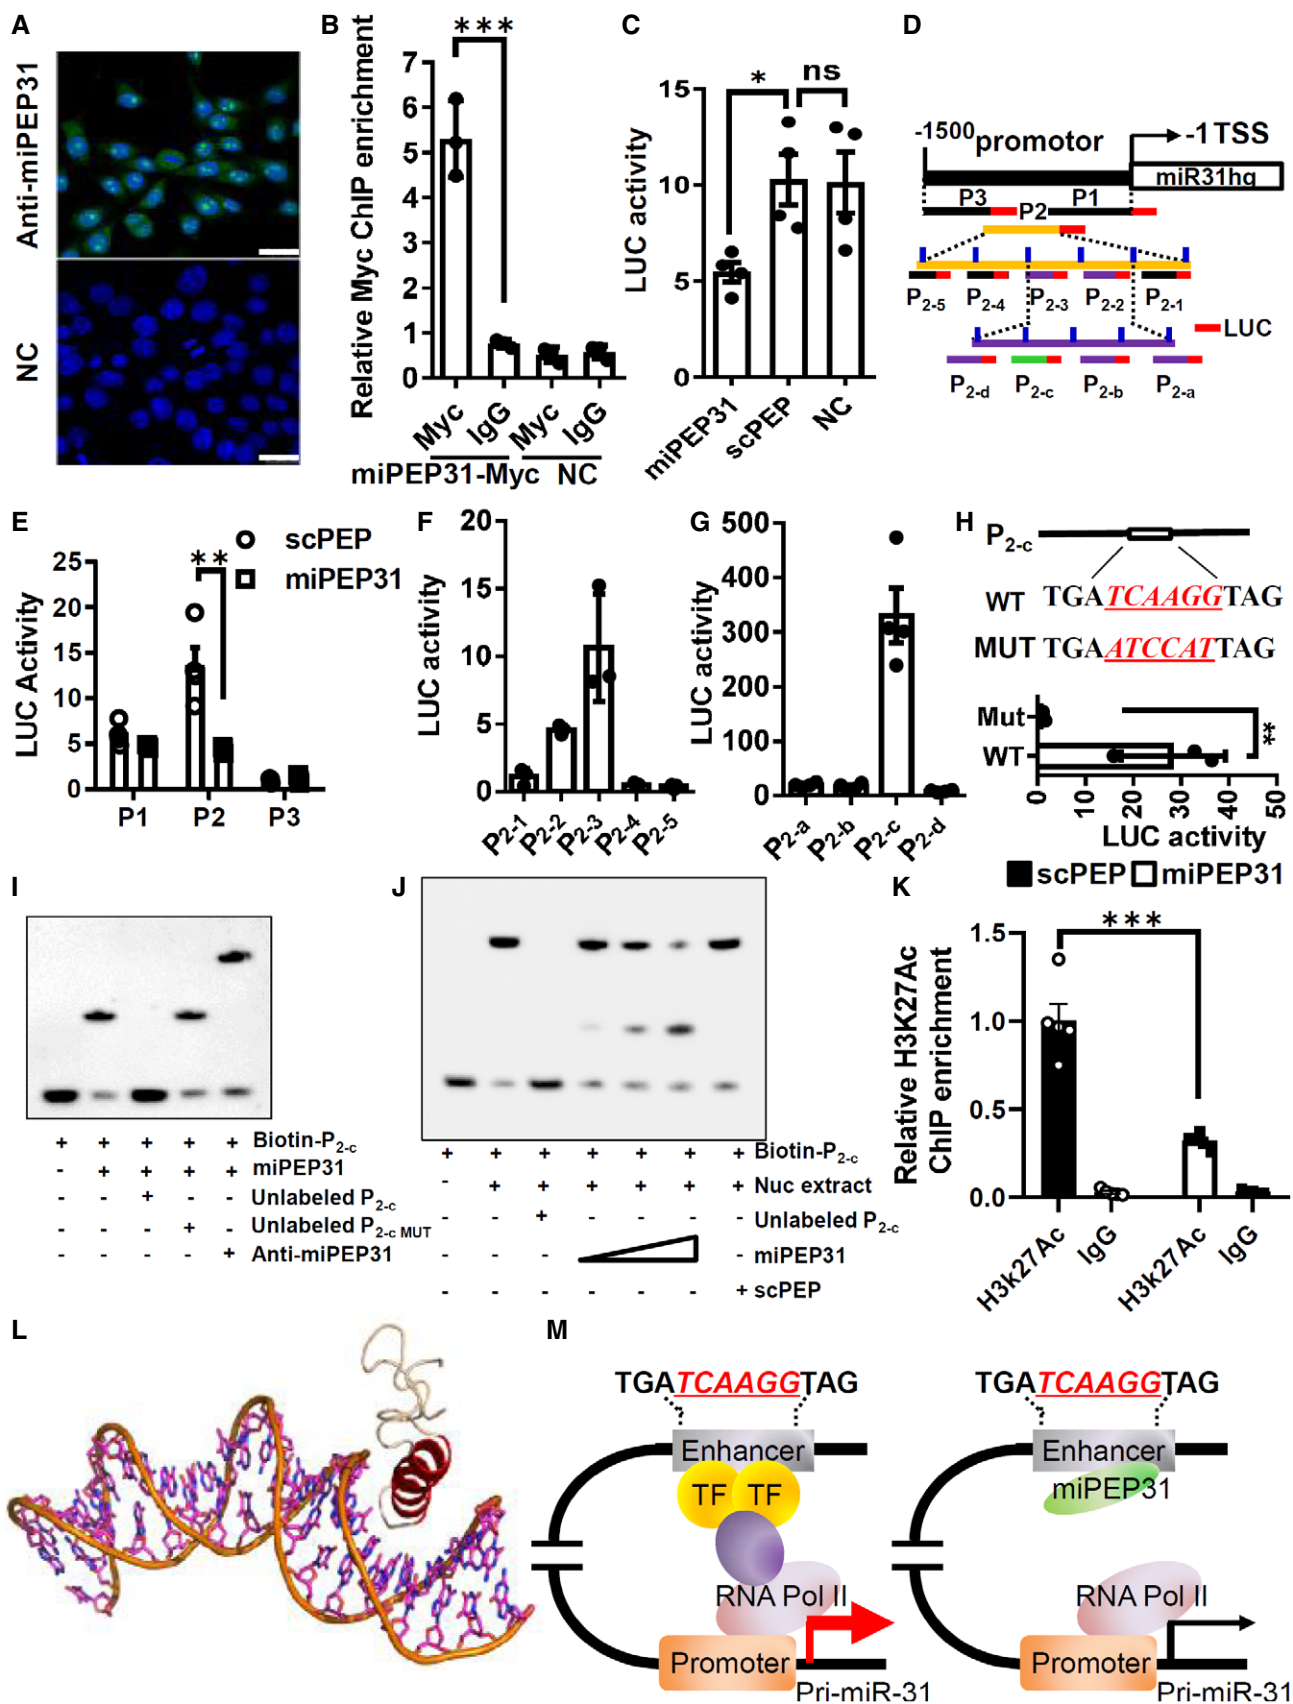 A
Anti-miPEP31
NC
B
Relative Myc ChIP enrichment
***
7
6
5
4
3
2
1
0
Myc
IgG
Myc
IgG
miPEP31-Myc NC
C
LUC activity
* ns
15
10
5
0
miPEP31
scPEP
NC
D
-1500 promotor
-1 TSS
miR31hg
P3 P2 P1
P2-5 P2-4 P2-3 P2-2 P2-1
LUC
P2-d P2-c P2-b P2-a
E
scPEP
miPEP31
**
LUC Activity
25
20
15
10
5
0
P1 P2 P3
F
LUC activity
20
15
10
5
0
P2-1 P2-2 P2-3 P2-4 P2-5
G
LUC activity
500
400
300
200
100
0
P2-a P2-b P2-c P2-d
H
P2-c
WT TGATCAAGGTAG
MUT TGAATCCATTAG
Mut
WT
**
0 10 20 30 40 50
LUC activity
I
+ + + + + Biotin-P2-c
- + + + + miPEP31
- - + - - Unlabeled P2-c
- - - + - Unlabeled P2-c MUT
- - - - + Anti-miPEP31
J
+ + + + + + + Biotin-P2-c
- + + + + + + Nuc extract
- - + - - - - Unlabeled P2-c
- - - - miPEP31
- - - - - - + scPEP
K
scPEP miPEP31
***
Relative H3K27Ac
ChIP enrichment
1.5
1.0
0.5
0.0
H3k27Ac
IgG
H3k27Ac
IgG
L
M
TGATCAAGGTAG
Enhancer
TF TF
RNA Pol II
Promoter
Pri-miR-31
TGATCAAGGTAG
Enhancer
miPEP31
RNA Pol II
Promoter
Pri-miR-31